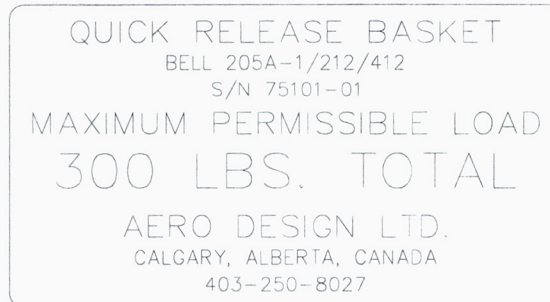 QUICK RELEASE BASKET
BELL 205A-1/212/412
S/N 75101-01
MAXIMUM PERMISSIBLE LOAD
300 LBS. TOTAL
AERO DESIGN LTD.
CALGARY, ALBERTA, CANADA
403-250-8027